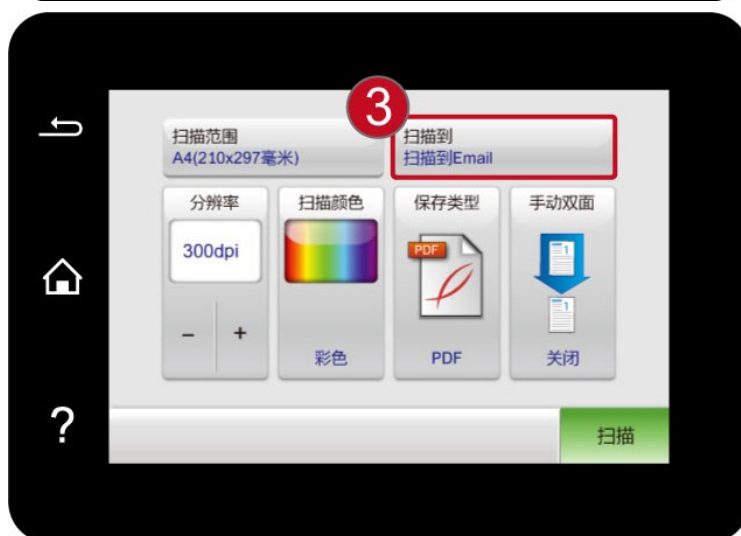 3
扫描范围
A4(210x297毫米)
扫描到
扫描到Email
分辨率
300dpi
- +
扫描颜色
彩色
保存类型
PDF
PDF
手动双面
1
1
关闭
?
扫描